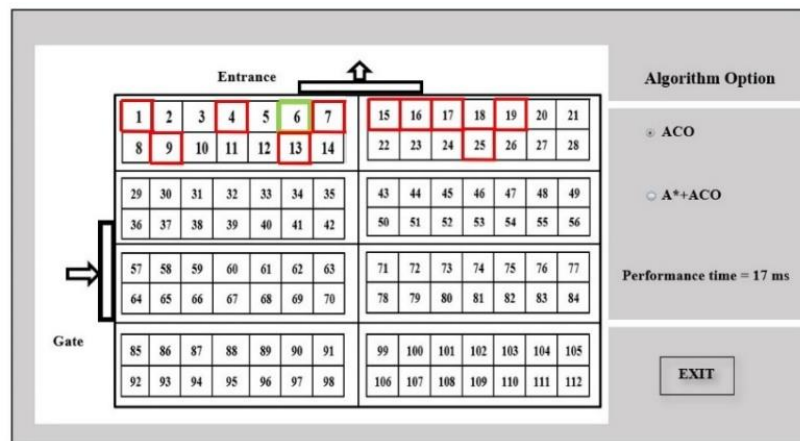 Entrance
Algorithm Option
1 2 3 4 5 6 7 15 16 17 18 19 20 21
8 9 10 11 12 13 14 22 23 24 25 26 27 28
ACO
29 30 31 32 33 34 35 43 44 45 46 47 48 49
A*+ACO
36 37 38 39 40 41 42 50 51 52 53 54 55 56
57 58 59 60 61 62 63 71 72 73 74 75 76 77
Performance time = 17 ms
64 65 66 67 68 69 70 78 79 80 81 82 83 84
Gate
85 86 87 88 89 90 91 99 100 101 102 103 104 105
EXIT
92 93 94 95 96 97 98 106 107 108 109 110 111 112